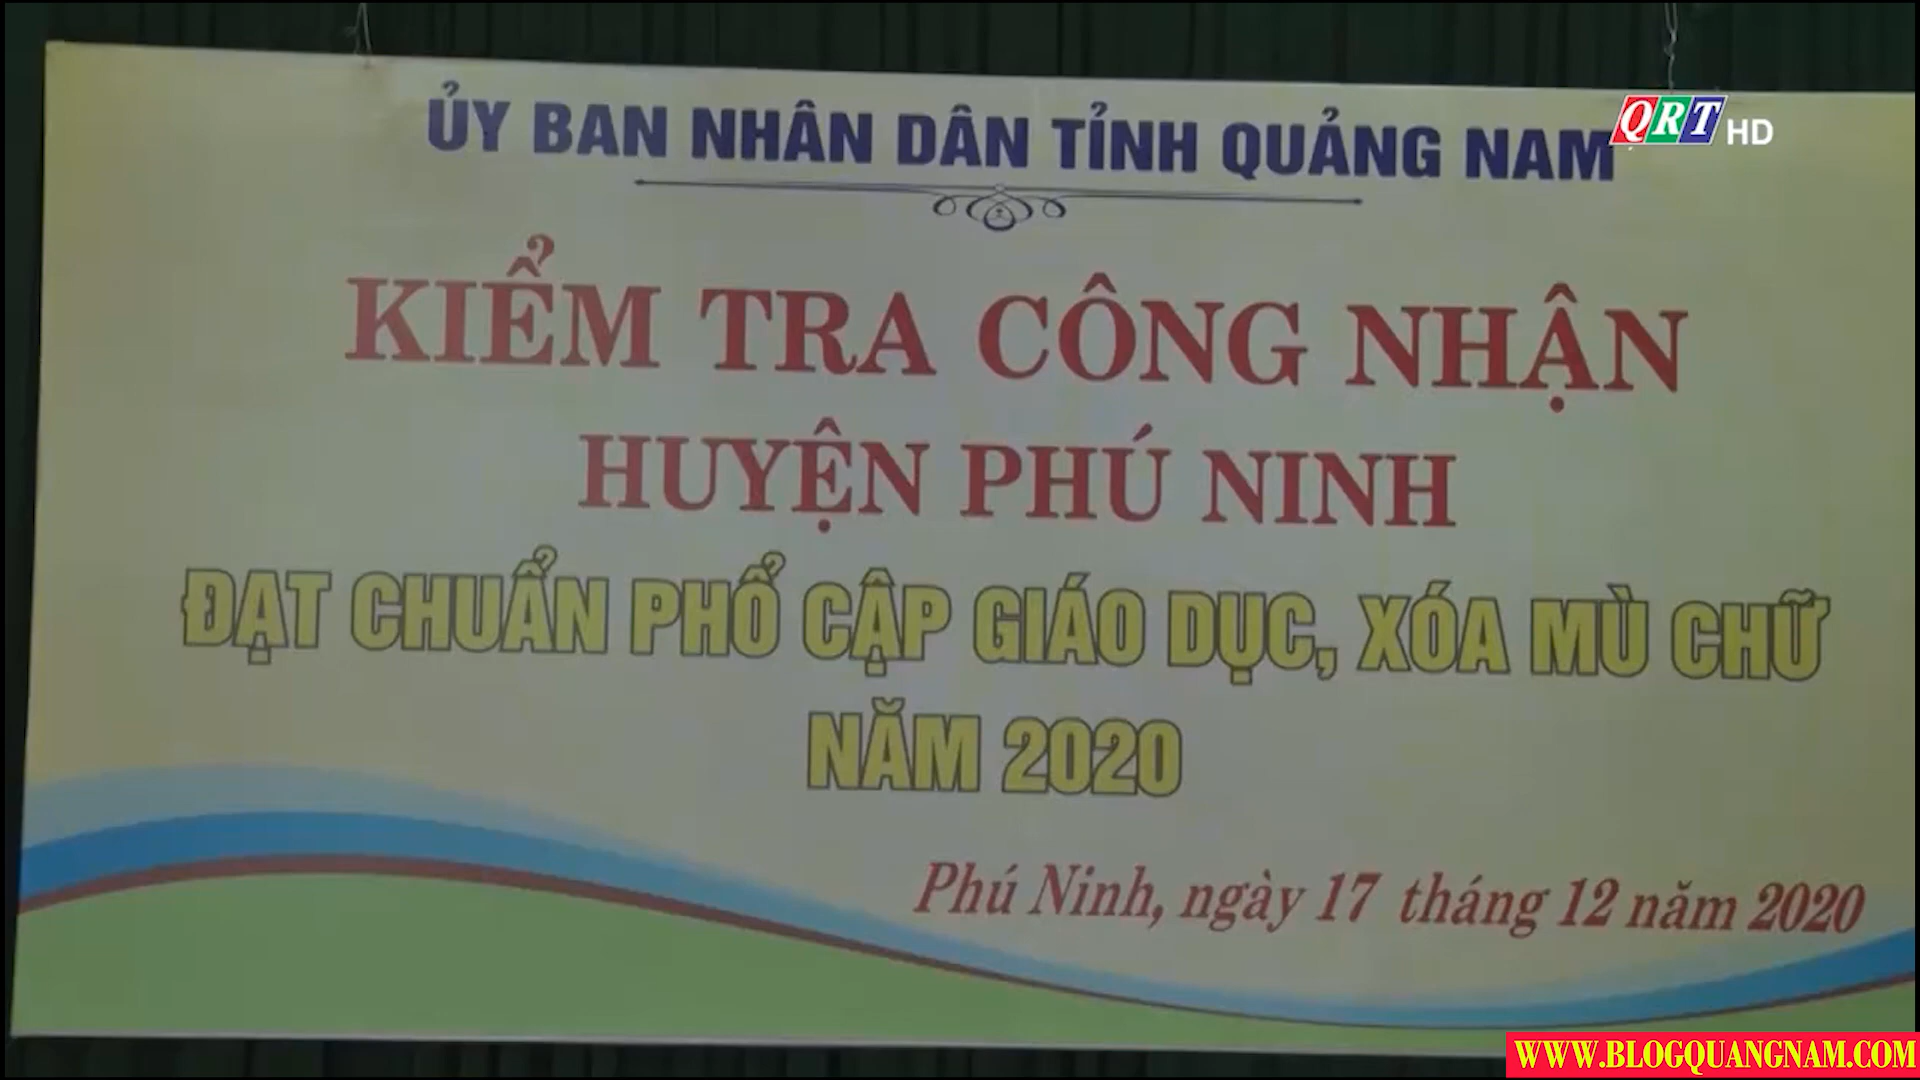 ỦY BAN NHÂN DÂN TỈNH QUẢNG NAM
QRT HD
KIỂM TRA CÔNG NHẬN
HUYỆN PHÚ NINH
ĐẠT CHUẨN PHỔ CẬP GIÁO DỤC, XÓA MÙ CHỮ
NĂM 2020
Phú Ninh, ngày 17 tháng 12 năm 2020
WWW.BLOGQUANGNAM.COM